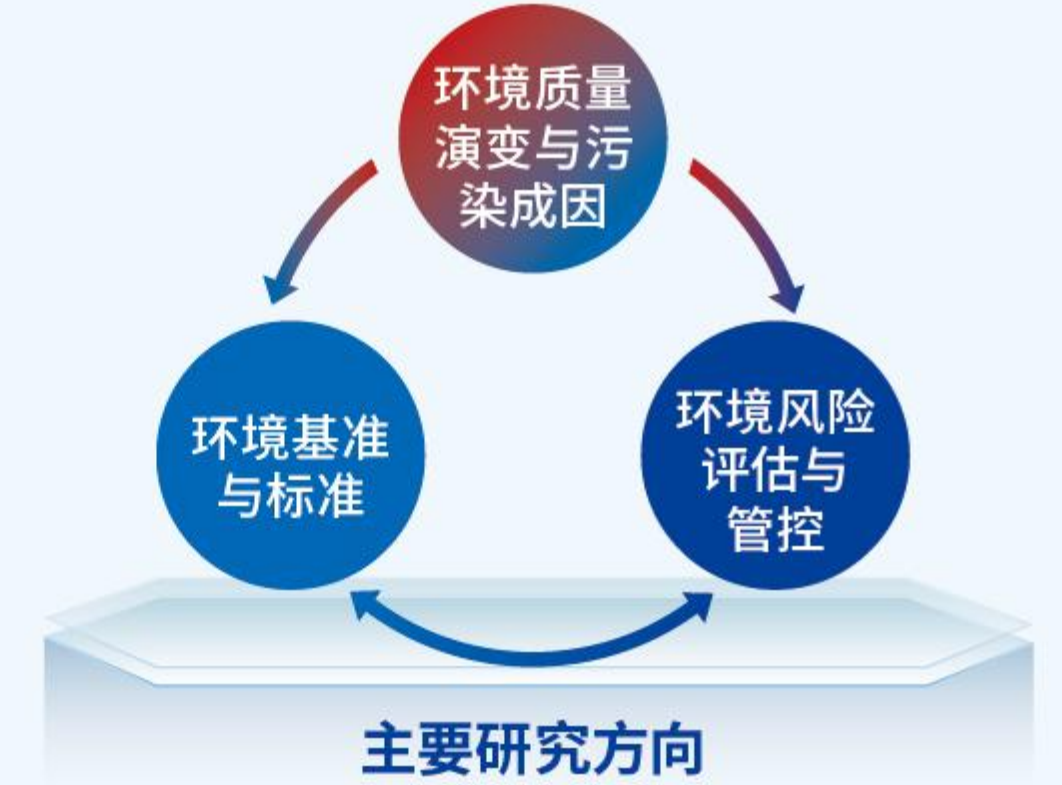 环境质量
演变与污
染成因
环境基准
与标准
环境风险
评估与
管控
主要研究方向